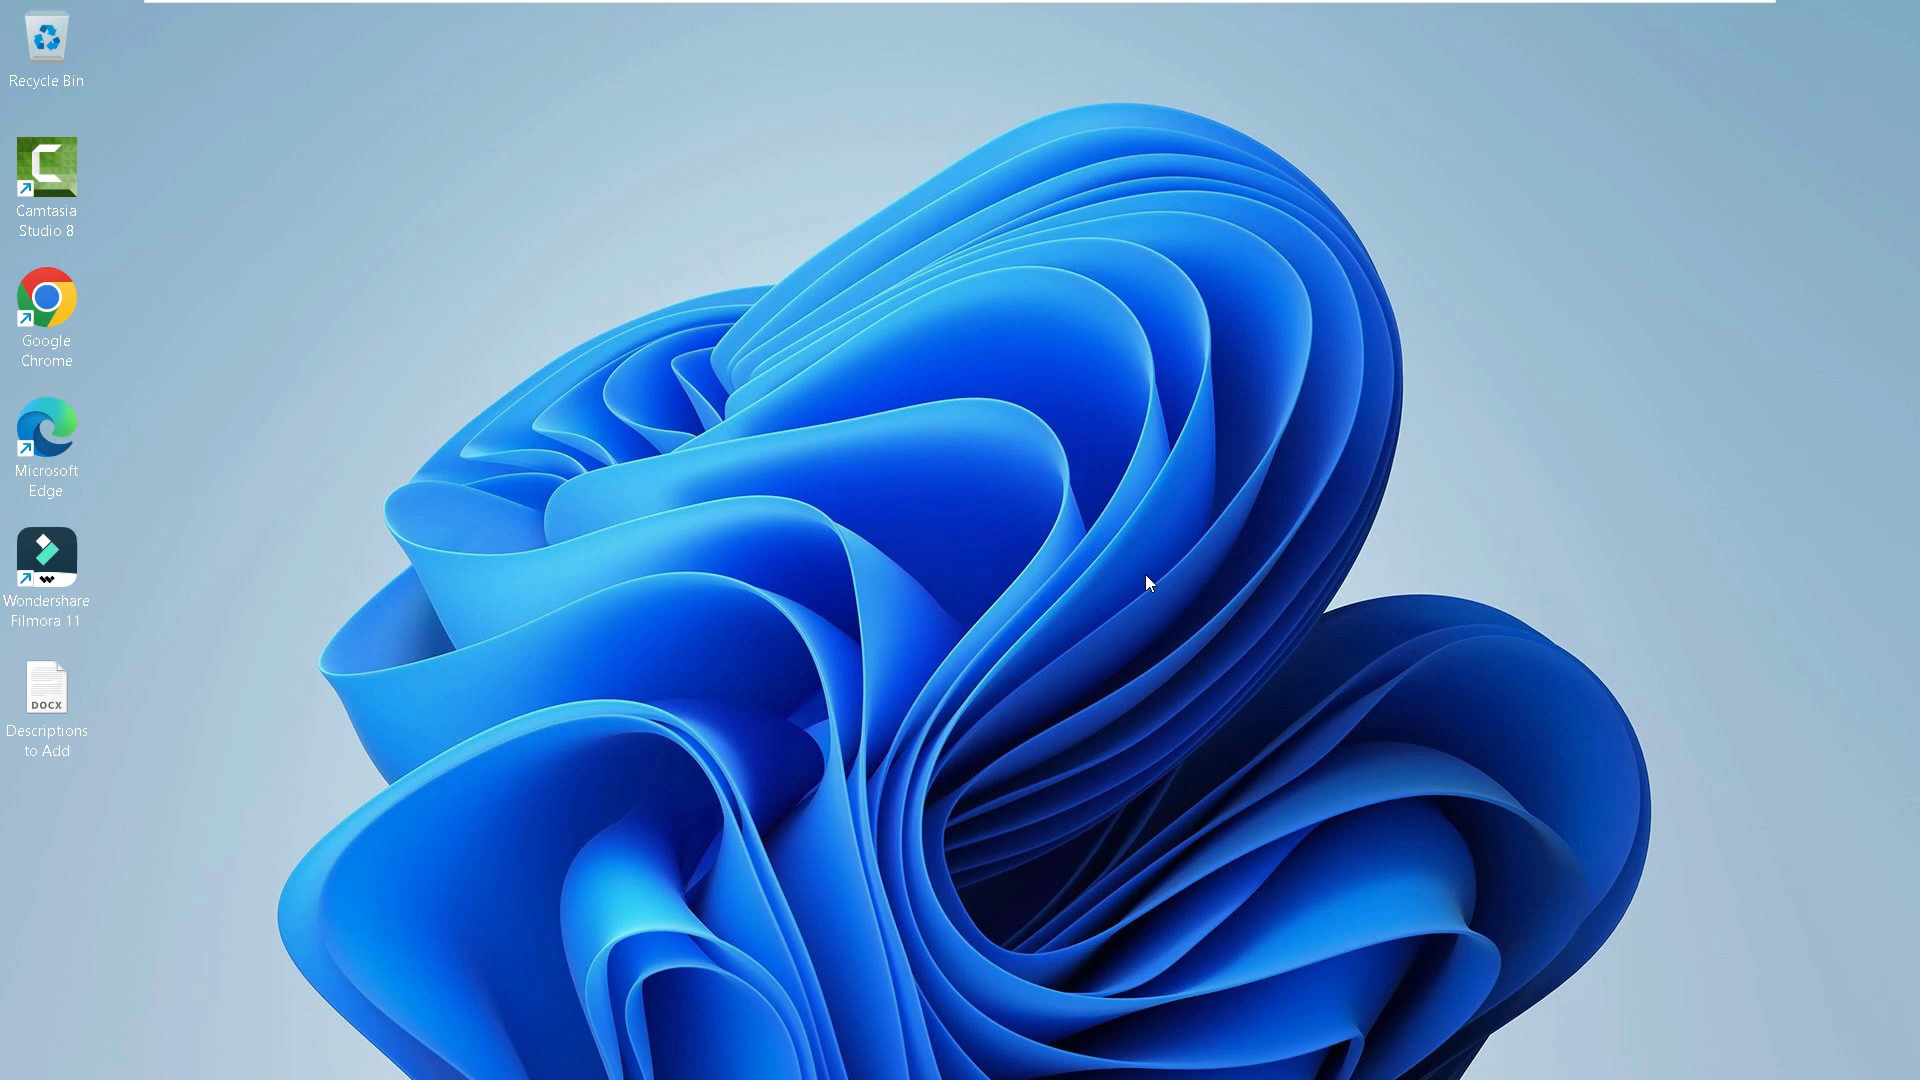 Recycle Bin
Camtasia
Studio 8
Google
Chrome
Microsoft
Edge
Wondershare
Filmora 11
DOCX
Descriptions
to Add